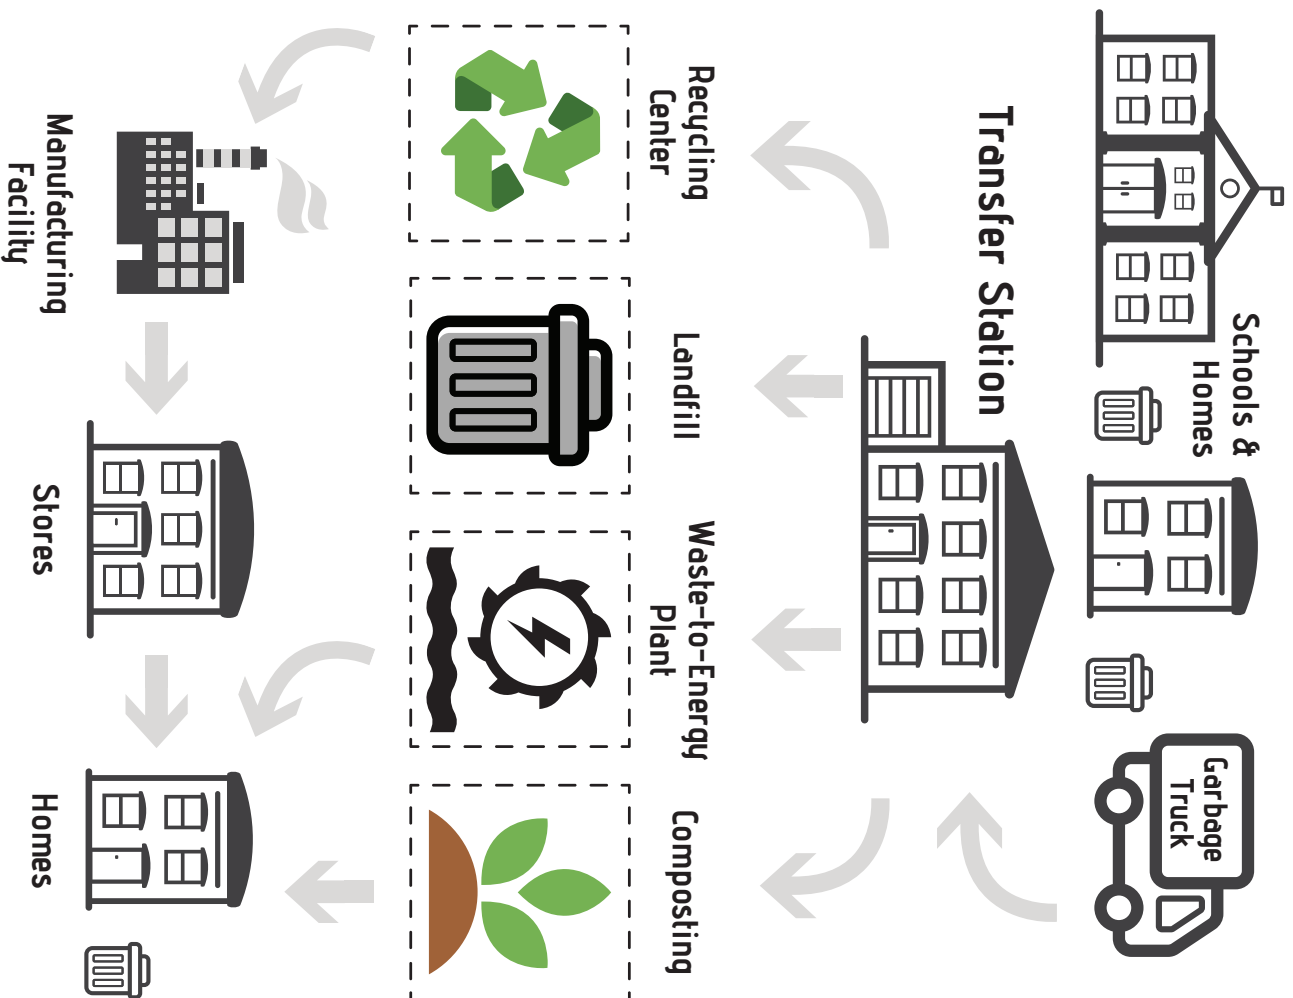 Schools &
Homes
Garbage
Truck
Transfer Station
Recycling
Center
Landfill
Waste-to-Energy
Plant
Composting
Manufacturing
Facility
Stores
Homes